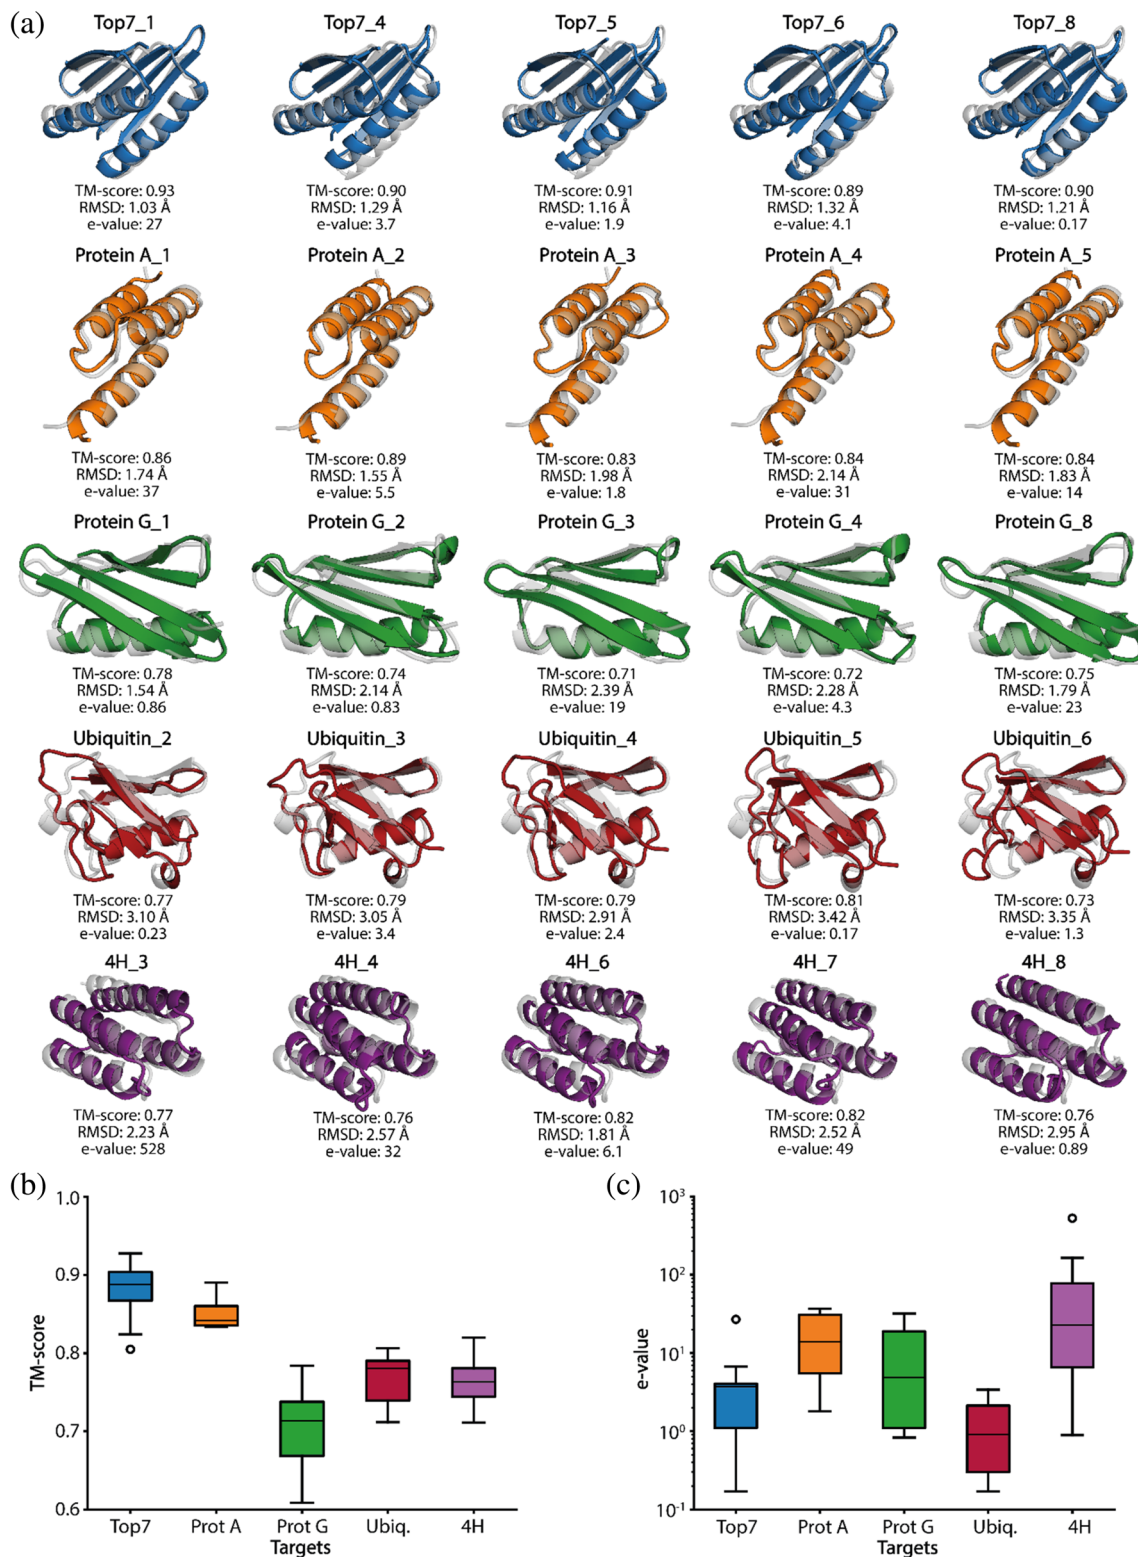 (a)
Top7_1 Top7_4 Top7_5 Top7_6 Top7_8
TM-score: 0.93 TM-score: 0.90 TM-score: 0.91 TM-score: 0.89 TM-score: 0.90
RMSD: 1.03 Å RMSD: 1.29 Å RMSD: 1.16 Å RMSD: 1.32 Å RMSD: 1.21 Å
e-value: 27 e-value: 3.7 e-value: 1.9 e-value: 4.1 e-value: 0.17
Protein A_1 Protein A_2 Protein A_3 Protein A_4 Protein A_5
TM-score: 0.86 TM-score: 0.89 TM-score: 0.83 TM-score: 0.84 TM-score: 0.84
RMSD: 1.74 Å RMSD: 1.55 Å RMSD: 1.98 Å RMSD: 2.14 Å RMSD: 1.83 Å
e-value: 37 e-value: 5.5 e-value: 1.8 e-value: 31 e-value: 14
Protein G_1 Protein G_2 Protein G_3 Protein G_4 Protein G_8
TM-score: 0.78 TM-score: 0.74 TM-score: 0.71 TM-score: 0.72 TM-score: 0.75
RMSD: 1.54 Å RMSD: 2.14 Å RMSD: 2.39 Å RMSD: 2.28 Å RMSD: 1.79 Å
e-value: 0.86 e-value: 0.83 e-value: 19 e-value: 4.3 e-value: 23
Ubiquitin_2 Ubiquitin_3 Ubiquitin_4 Ubiquitin_5 Ubiquitin_6
TM-score: 0.77 TM-score: 0.79 TM-score: 0.79 TM-score: 0.81 TM-score: 0.73
RMSD: 3.10 Å RMSD: 3.05 Å RMSD: 2.91 Å RMSD: 3.42 Å RMSD: 3.35 Å
e-value: 0.23 e-value: 3.4 e-value: 2.4 e-value: 0.17 e-value: 1.3
4H_3 4H_4 4H_6 4H_7 4H_8
TM-score: 0.77 TM-score: 0.76 TM-score: 0.82 TM-score: 0.82 TM-score: 0.76
RMSD: 2.23 Å RMSD: 2.57 Å RMSD: 1.81 Å RMSD: 2.52 Å RMSD: 2.95 Å
e-value: 528 e-value: 32 e-value: 6.1 e-value: 49 e-value: 0.89
(b)
1.0
0.9
0.8
0.7
0.6
TM-score
Top7 Prot A Prot G Ubiq. 4H
Targets
(c)
10³
10²
10¹
10⁰
10⁻¹
e-value
Top7 Prot A Prot G Ubiq. 4H
Targets